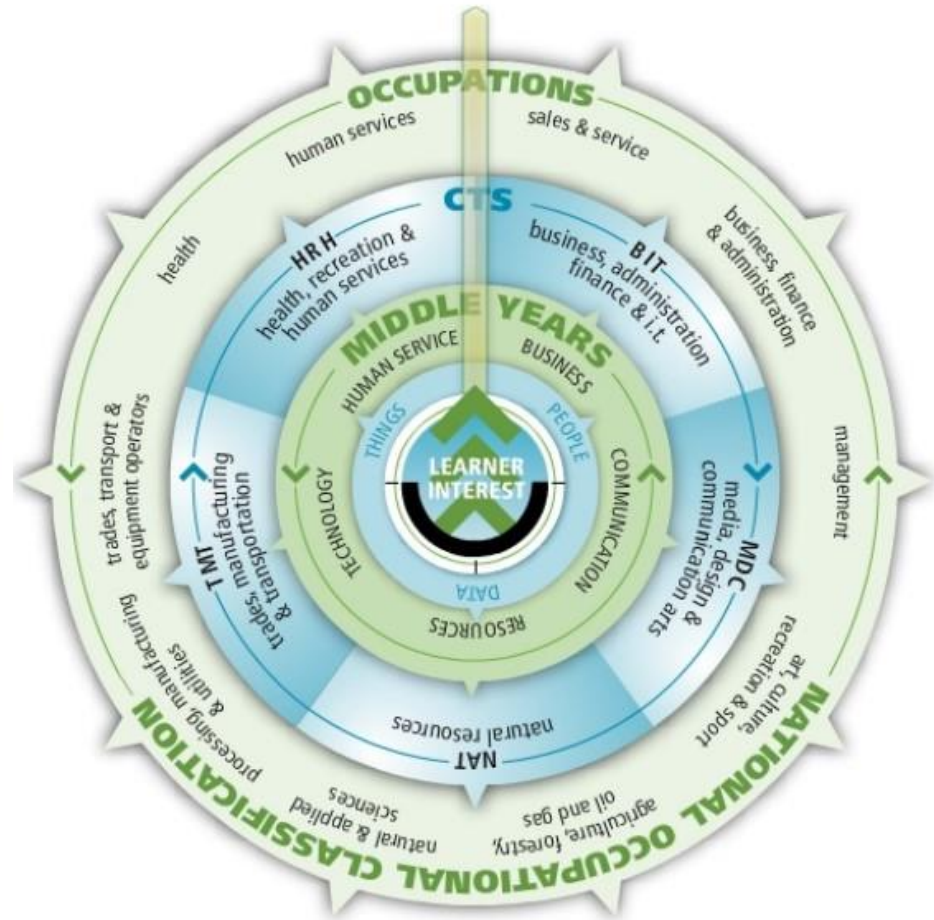 OCCUPATIONS
human services
sales & service
business, finance
& administration
management
art, culture,
recreation & sport
agriculture, forestry,
oil and gas
natural & applied
sciences
processing, manufacturing
& utilities
trades, transport &
equipment operators
health
NATIONAL OCCUPATIONAL CLASSIFICATION
CTS
HRH
health, recreation &
human services
BIT
business, administration
finance & i.t.
MDC
media, design &
communication arts
NAT
natural resources
TMT
trades, manufacturing
& transportation
MIDDLE YEARS
HUMAN SERVICE
BUSINESS
COMMUNICATION
RESOURCES
TECHNOLOGY
THINGS
PEOPLE
DATA
LEARNER
INTEREST